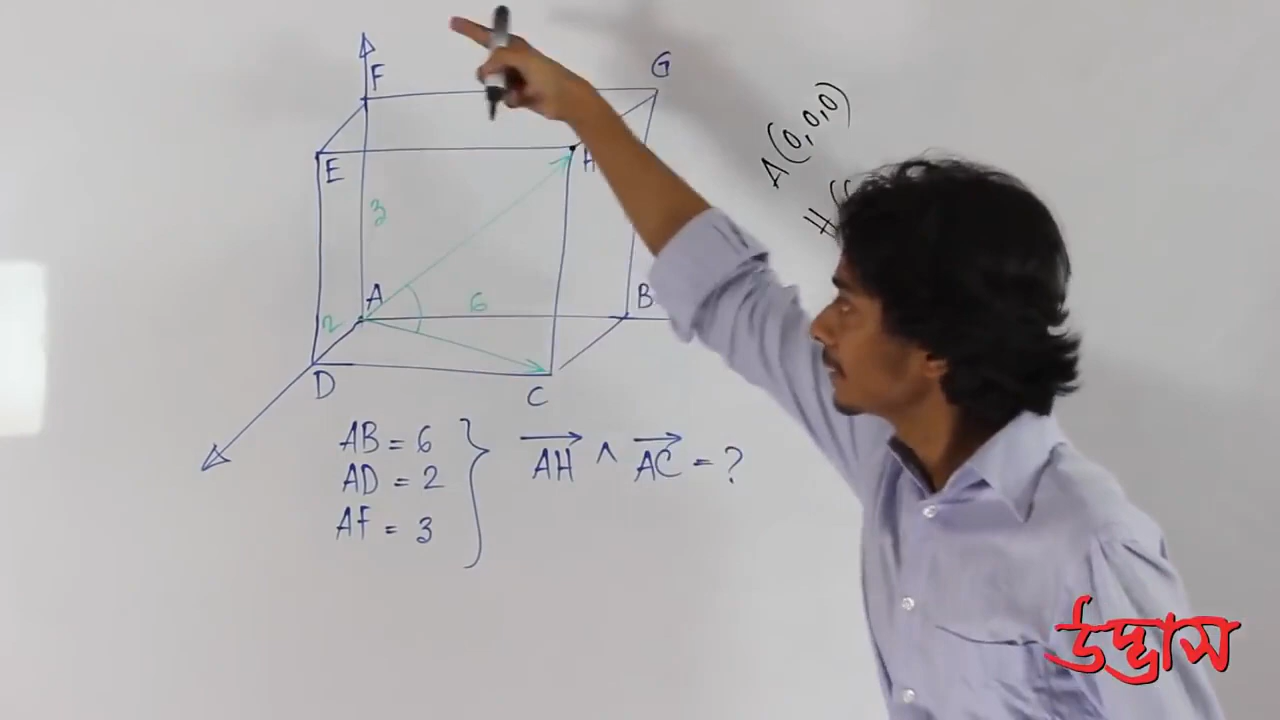 F
G
E
H
3
A
6
B
2
D
C
A(0,0,0)
H(
AB = 6
AD = 2
AF = 3
} AH ∧ AC = ?
উদ্ভাস